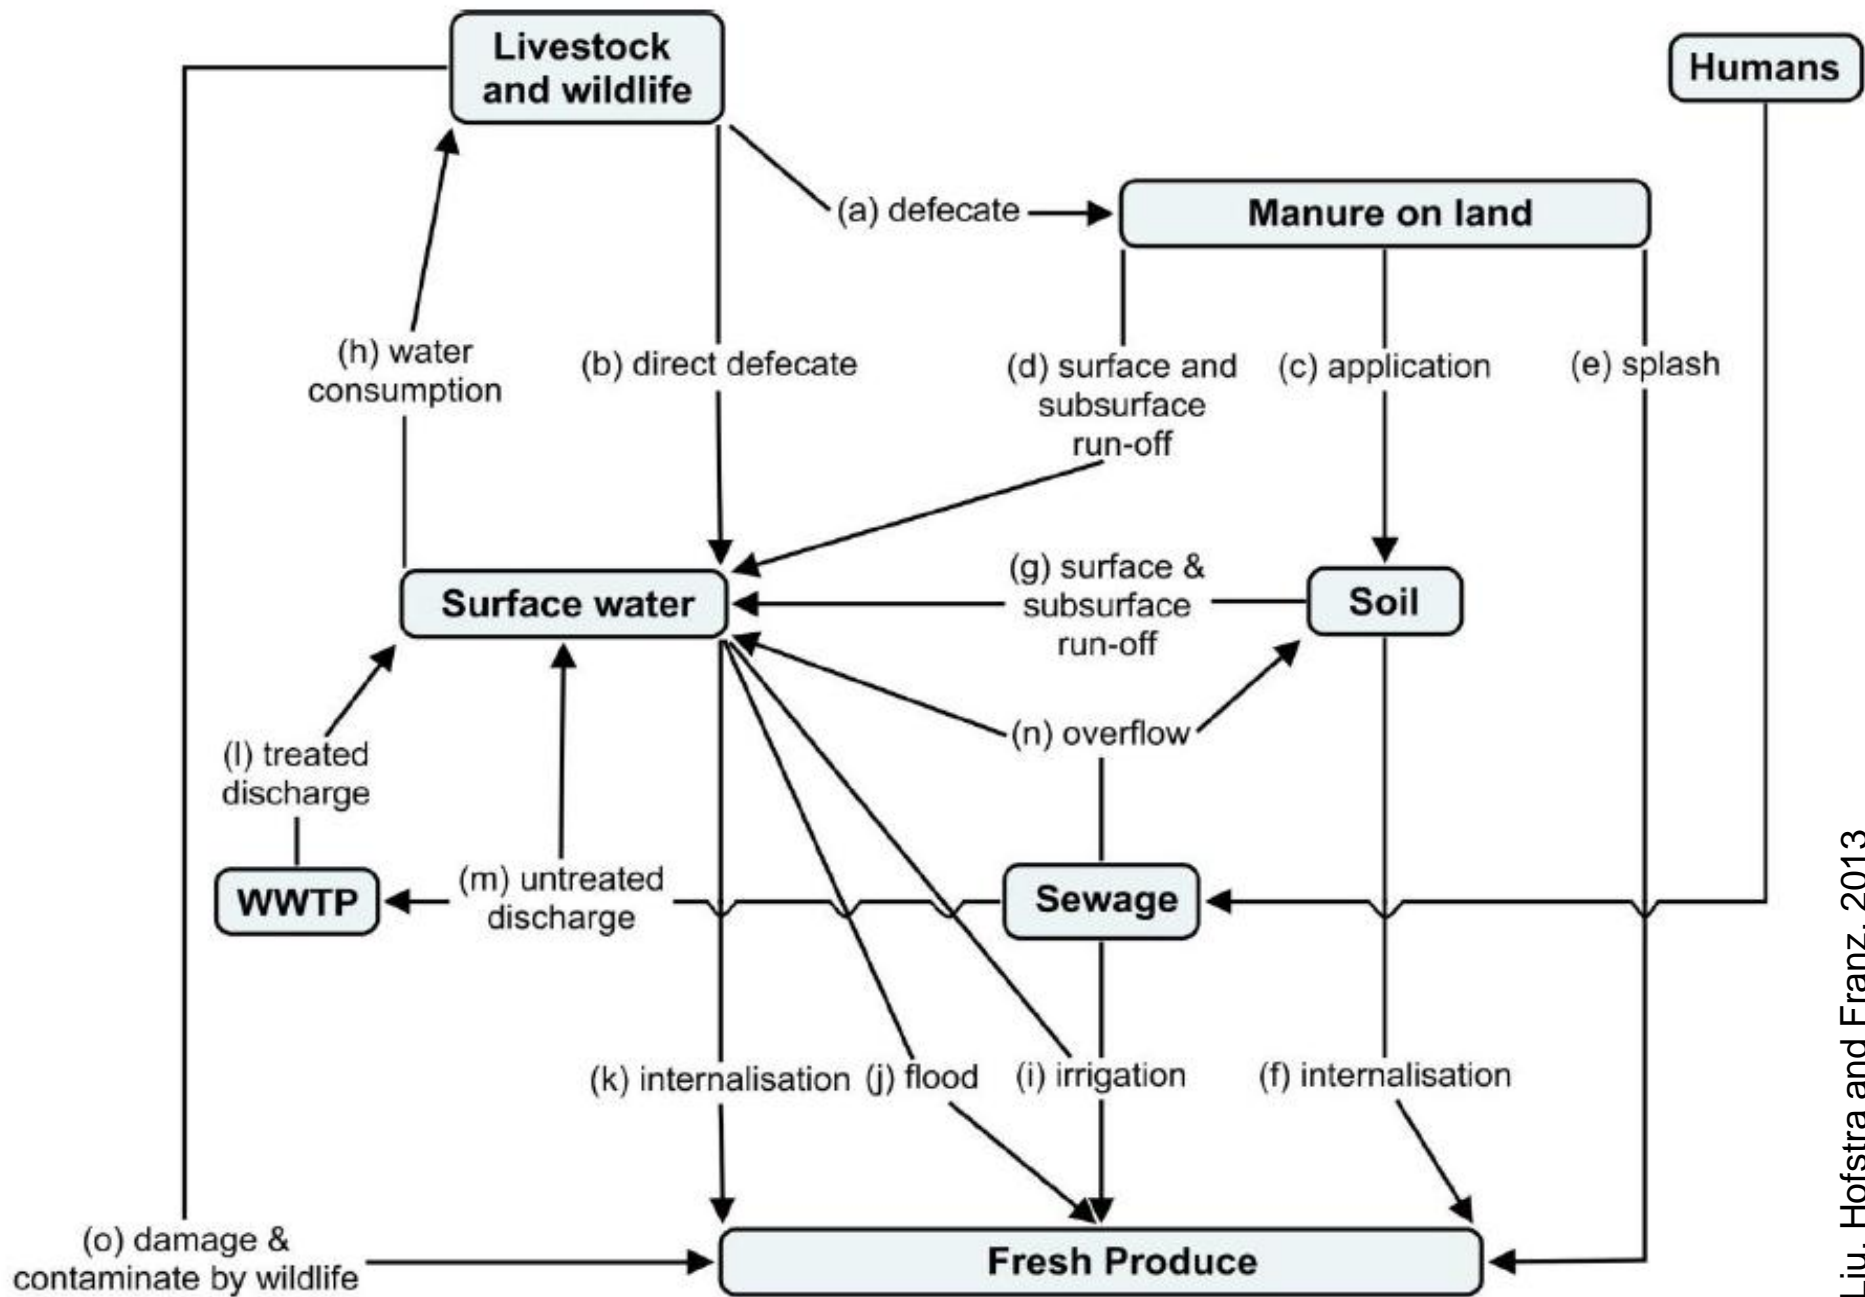 Livestock
and wildlife
Humans
(a) defecate
Manure on land
(h) water
consumption
(b) direct defecate
(d) surface and
subsurface
run-off
(c) application
(e) splash
Surface water
(g) surface &
subsurface
run-off
Soil
(n) overflow
(l) treated
discharge
WWTP
(m) untreated
discharge
Sewage
(k) internalisation
(j) flood
(i) irrigation
(f) internalisation
(o) damage &
contaminate by wildlife
Fresh Produce
Liu, Hofstra and Franz, 2013